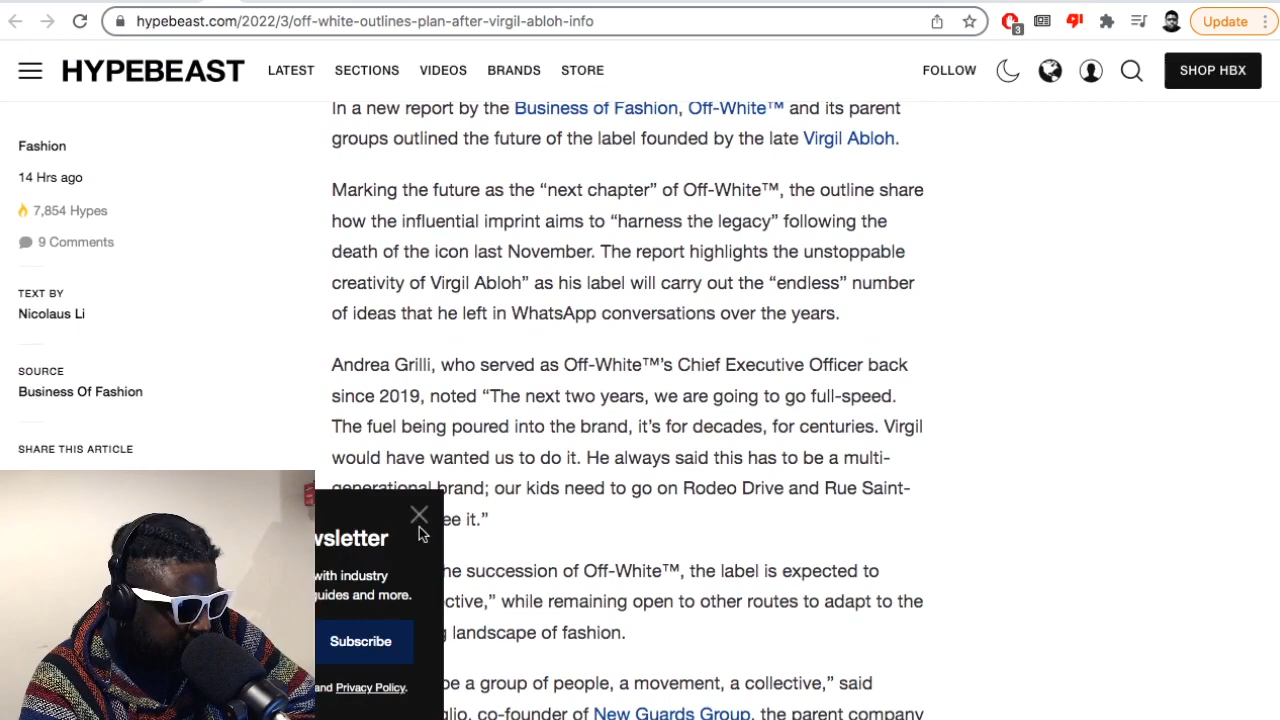 hypebeast.com/2022/3/off-white-outlines-plan-after-virgil-abloh-info
3
Update
HYPEBEAST
LATEST SECTIONS VIDEOS BRANDS STORE
FOLLOW
SHOP HBX
Fashion
14 Hrs ago
7,854 Hypes
9 Comments
TEXT BY
Nicolaus Li
SOURCE
Business Of Fashion
SHARE THIS ARTICLE
In a new report by the Business of Fashion, Off-White™ and its parent
groups outlined the future of the label founded by the late Virgil Abloh.
Marking the future as the “next chapter” of Off-White™, the outline share
how the influential imprint aims to “harness the legacy” following the
death of the icon last November. The report highlights the unstoppable
creativity of Virgil Abloh” as his label will carry out the “endless” number
of ideas that he left in WhatsApp conversations over the years.
Andrea Grilli, who served as Off-White™’s Chief Executive Officer back
since 2019, noted “The next two years, we are going to go full-speed.
The fuel being poured into the brand, it’s for decades, for centuries. Virgil
would have wanted us to do it. He always said this has to be a multi-
generational brand; our kids need to go on Rodeo Drive and Rue Saint-
ee it.”
he succession of Off-White™, the label is expected to
ctive,” while remaining open to other routes to adapt to the
landscape of fashion.
be a group of people, a movement, a collective,” said
glio, co-founder of New Guards Group, the parent company
wsletter
with industry
guides and more.
Subscribe
and Privacy Policy.